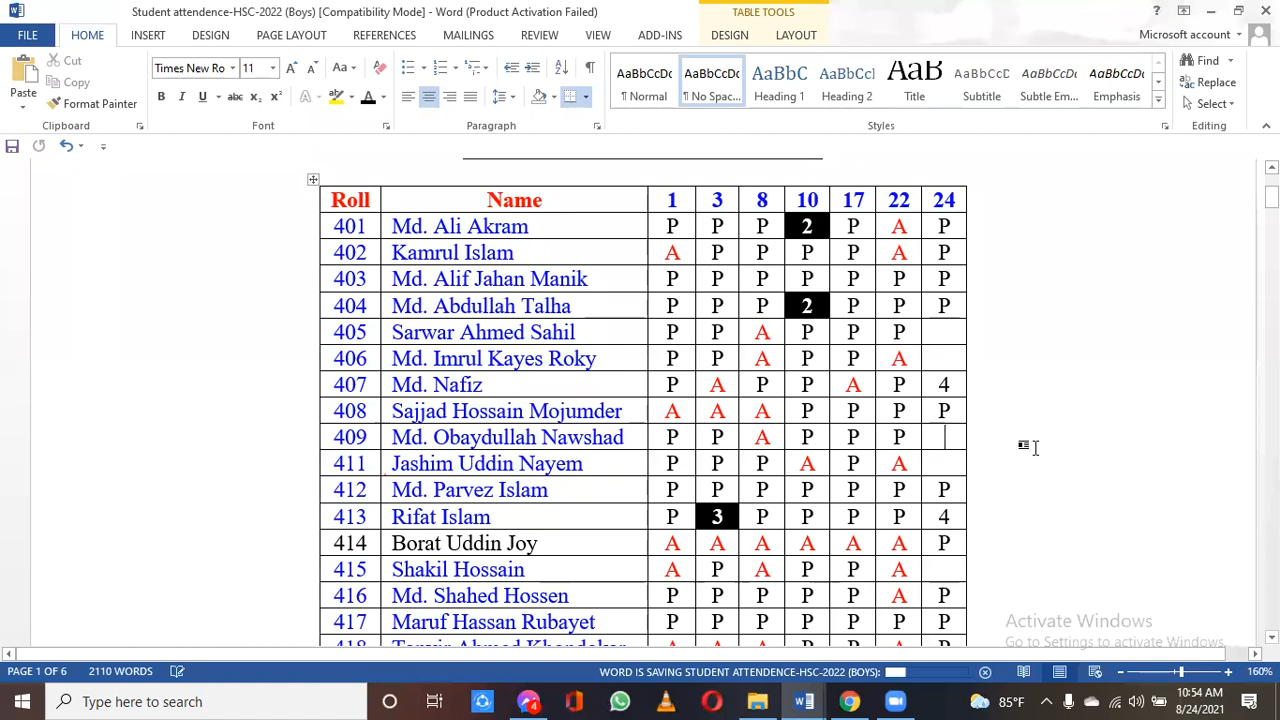 Student attendence-HSC-2022 (Boys) [Compatibility Mode] - Word (Product Activation Failed)
TABLE TOOLS
?
FILE HOME INSERT DESIGN PAGE LAYOUT REFERENCES MAILINGS REVIEW VIEW ADD-INS DESIGN LAYOUT Microsoft account
Paste
Cut
Copy
Format Painter
Clipboard
Times New Ro 11 Aa
B I U abc X2 X2 A A
Font
Paragraph
AaBbCcDc AaBbCcDc AaBbC AaBbCcD AaB AaBbCcD AaBbCcDc AaBbCcDc
¶ Normal ¶ No Spac... Heading 1 Heading 2 Title Subtitle Subtle Em... Emphasis
Styles
Find
Replace
Select
Editing
Roll Name 1 3 8 10 17 22 24
401 Md. Ali Akram P P P 2 P A P
402 Kamrul Islam A P P P P A P
403 Md. Alif Jahan Manik P P P P P P P
404 Md. Abdullah Talha P P P 2 P P P
405 Sarwar Ahmed Sahil P P A P P P
406 Md. Imrul Kayes Roky P P A P P A
407 Md. Nafiz P A P P A P 4
408 Sajjad Hossain Mojumder A A A P P P P
409 Md. Obaydullah Nawshad P P A P P P
411 Jashim Uddin Nayem P P P A P A
412 Md. Parvez Islam P P P P P P P
413 Rifat Islam P 3 P P P P 4
414 Borat Uddin Joy A A A A A A P
415 Shakil Hossain A P A P P A
416 Md. Shahed Hossen P P P P P A P
417 Maruf Hassan Rubayet P P P P P P P
Activate Windows
Go to Settings to activate Windows.
PAGE 1 OF 6 2110 WORDS WORD IS SAVING STUDENT ATTENDENCE-HSC-2022 (BOYS): 160%
Type here to search 4 85°F 10:54 AM
8/24/2021